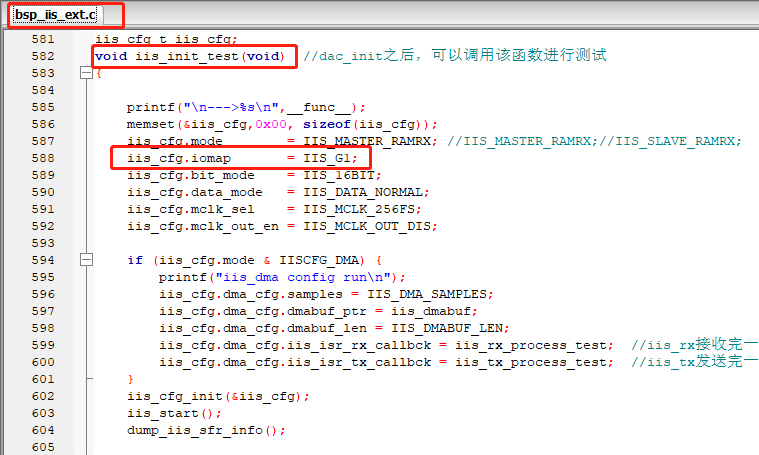 bsp_iis_ext.c
581 iis_cfg_t iis_cfg;
582 void iis_init_test(void) //dac_init之后，可以调用该函数进行测试
583 {
584
585 printf("\n--->%s\n",__func__);
586 memset(&iis_cfg,0x00, sizeof(iis_cfg));
587 iis_cfg.mode = IIS_MASTER_RAMRX; //IIS_MASTER_RAMRX;//IIS_SLAVE_RAMRX;
588 iis_cfg.iomap = IIS_G1;
589 iis_cfg.bit_mode = IIS_16BIT;
590 iis_cfg.data_mode = IIS_DATA_NORMAL;
591 iis_cfg.mclk_sel = IIS_MCLK_256FS;
592 iis_cfg.mclk_out_en = IIS_MCLK_OUT_DIS;
593
594 if (iis_cfg.mode & IISCFG_DMA) {
595 printf("iis_dma config run\n");
596 iis_cfg.dma_cfg.samples = IIS_DMA_SAMPLES;
597 iis_cfg.dma_cfg.dmabuf_ptr = iis_dmabuf;
598 iis_cfg.dma_cfg.dmabuf_len = IIS_DMABUF_LEN;
599 iis_cfg.dma_cfg.iis_isr_rx_callbck = iis_rx_process_test; //iis_rx接收完一
600 iis_cfg.dma_cfg.iis_isr_tx_callbck = iis_tx_process_test; //iis_tx发送完一
601 }
602 iis_cfg_init(&iis_cfg);
603 iis_start();
604 dump_iis_sfr_info();
605